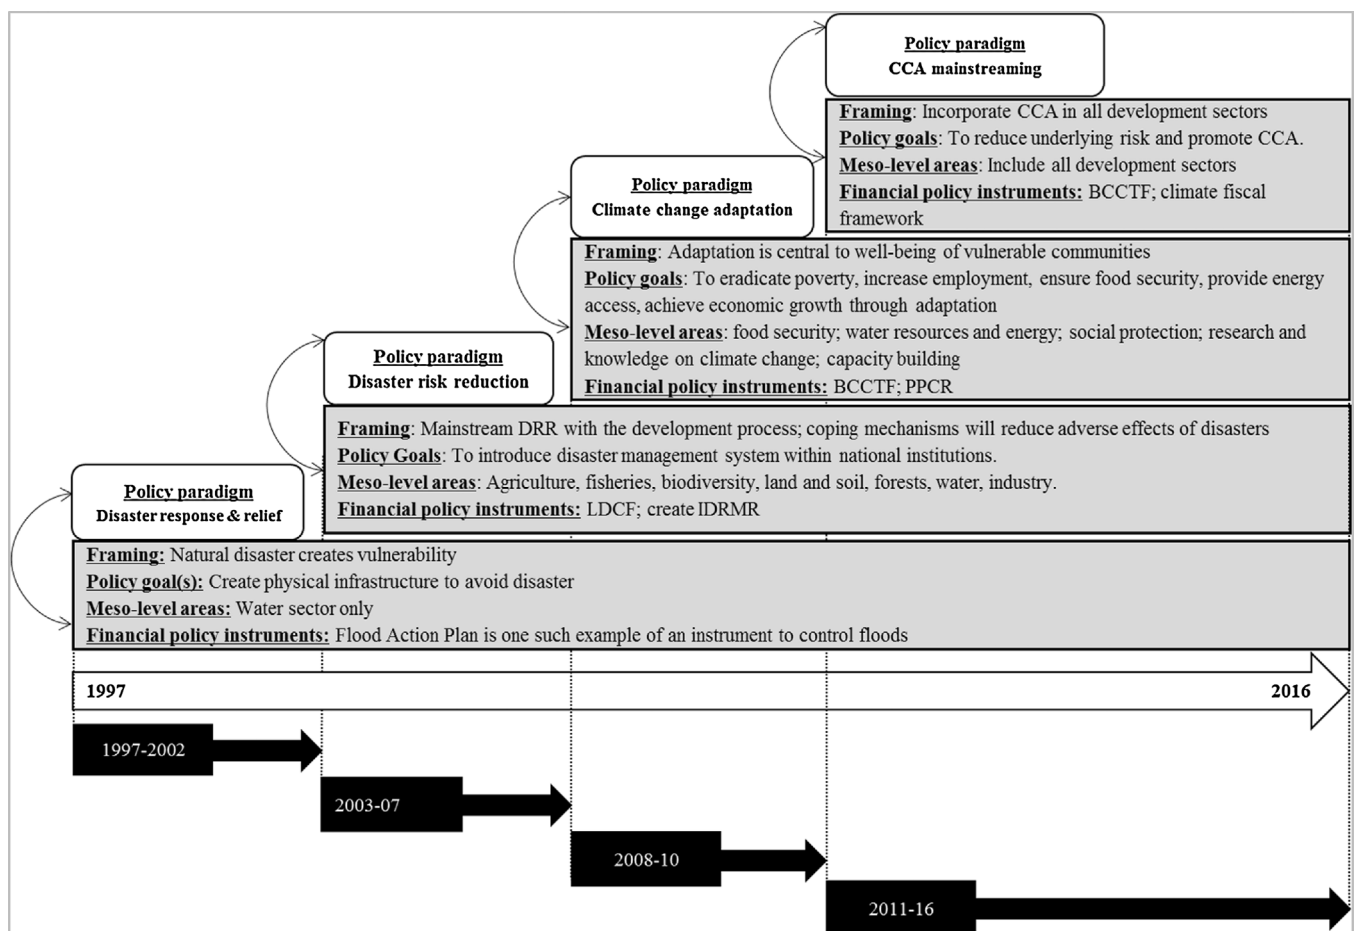 Policy paradigm
CCA mainstreaming
Framing: Incorporate CCA in all development sectors
Policy goals: To reduce underlying risk and promote CCA.
Meso-level areas: Include all development sectors
Financial policy instruments: BCCTF; climate fiscal
framework
Policy paradigm
Climate change adaptation
Framing: Adaptation is central to well-being of vulnerable communities
Policy goals: To eradicate poverty, increase employment, ensure food security, provide energy
access, achieve economic growth through adaptation
Meso-level areas: food security; water resources and energy; social protection; research and
knowledge on climate change; capacity building
Financial policy instruments: BCCTF; PPCR
Policy paradigm
Disaster risk reduction
Framing: Mainstream DRR with the development process; coping mechanisms will reduce adverse effects of disasters
Policy Goals: To introduce disaster management system within national institutions.
Meso-level areas: Agriculture, fisheries, biodiversity, land and soil, forests, water, industry.
Financial policy instruments: LDCF; create IDRMR
Policy paradigm
Disaster response & relief
Framing: Natural disaster creates vulnerability
Policy goal(s): Create physical infrastructure to avoid disaster
Meso-level areas: Water sector only
Financial policy instruments: Flood Action Plan is one such example of an instrument to control floods
1997
2016
1997-2002
2003-07
2008-10
2011-16